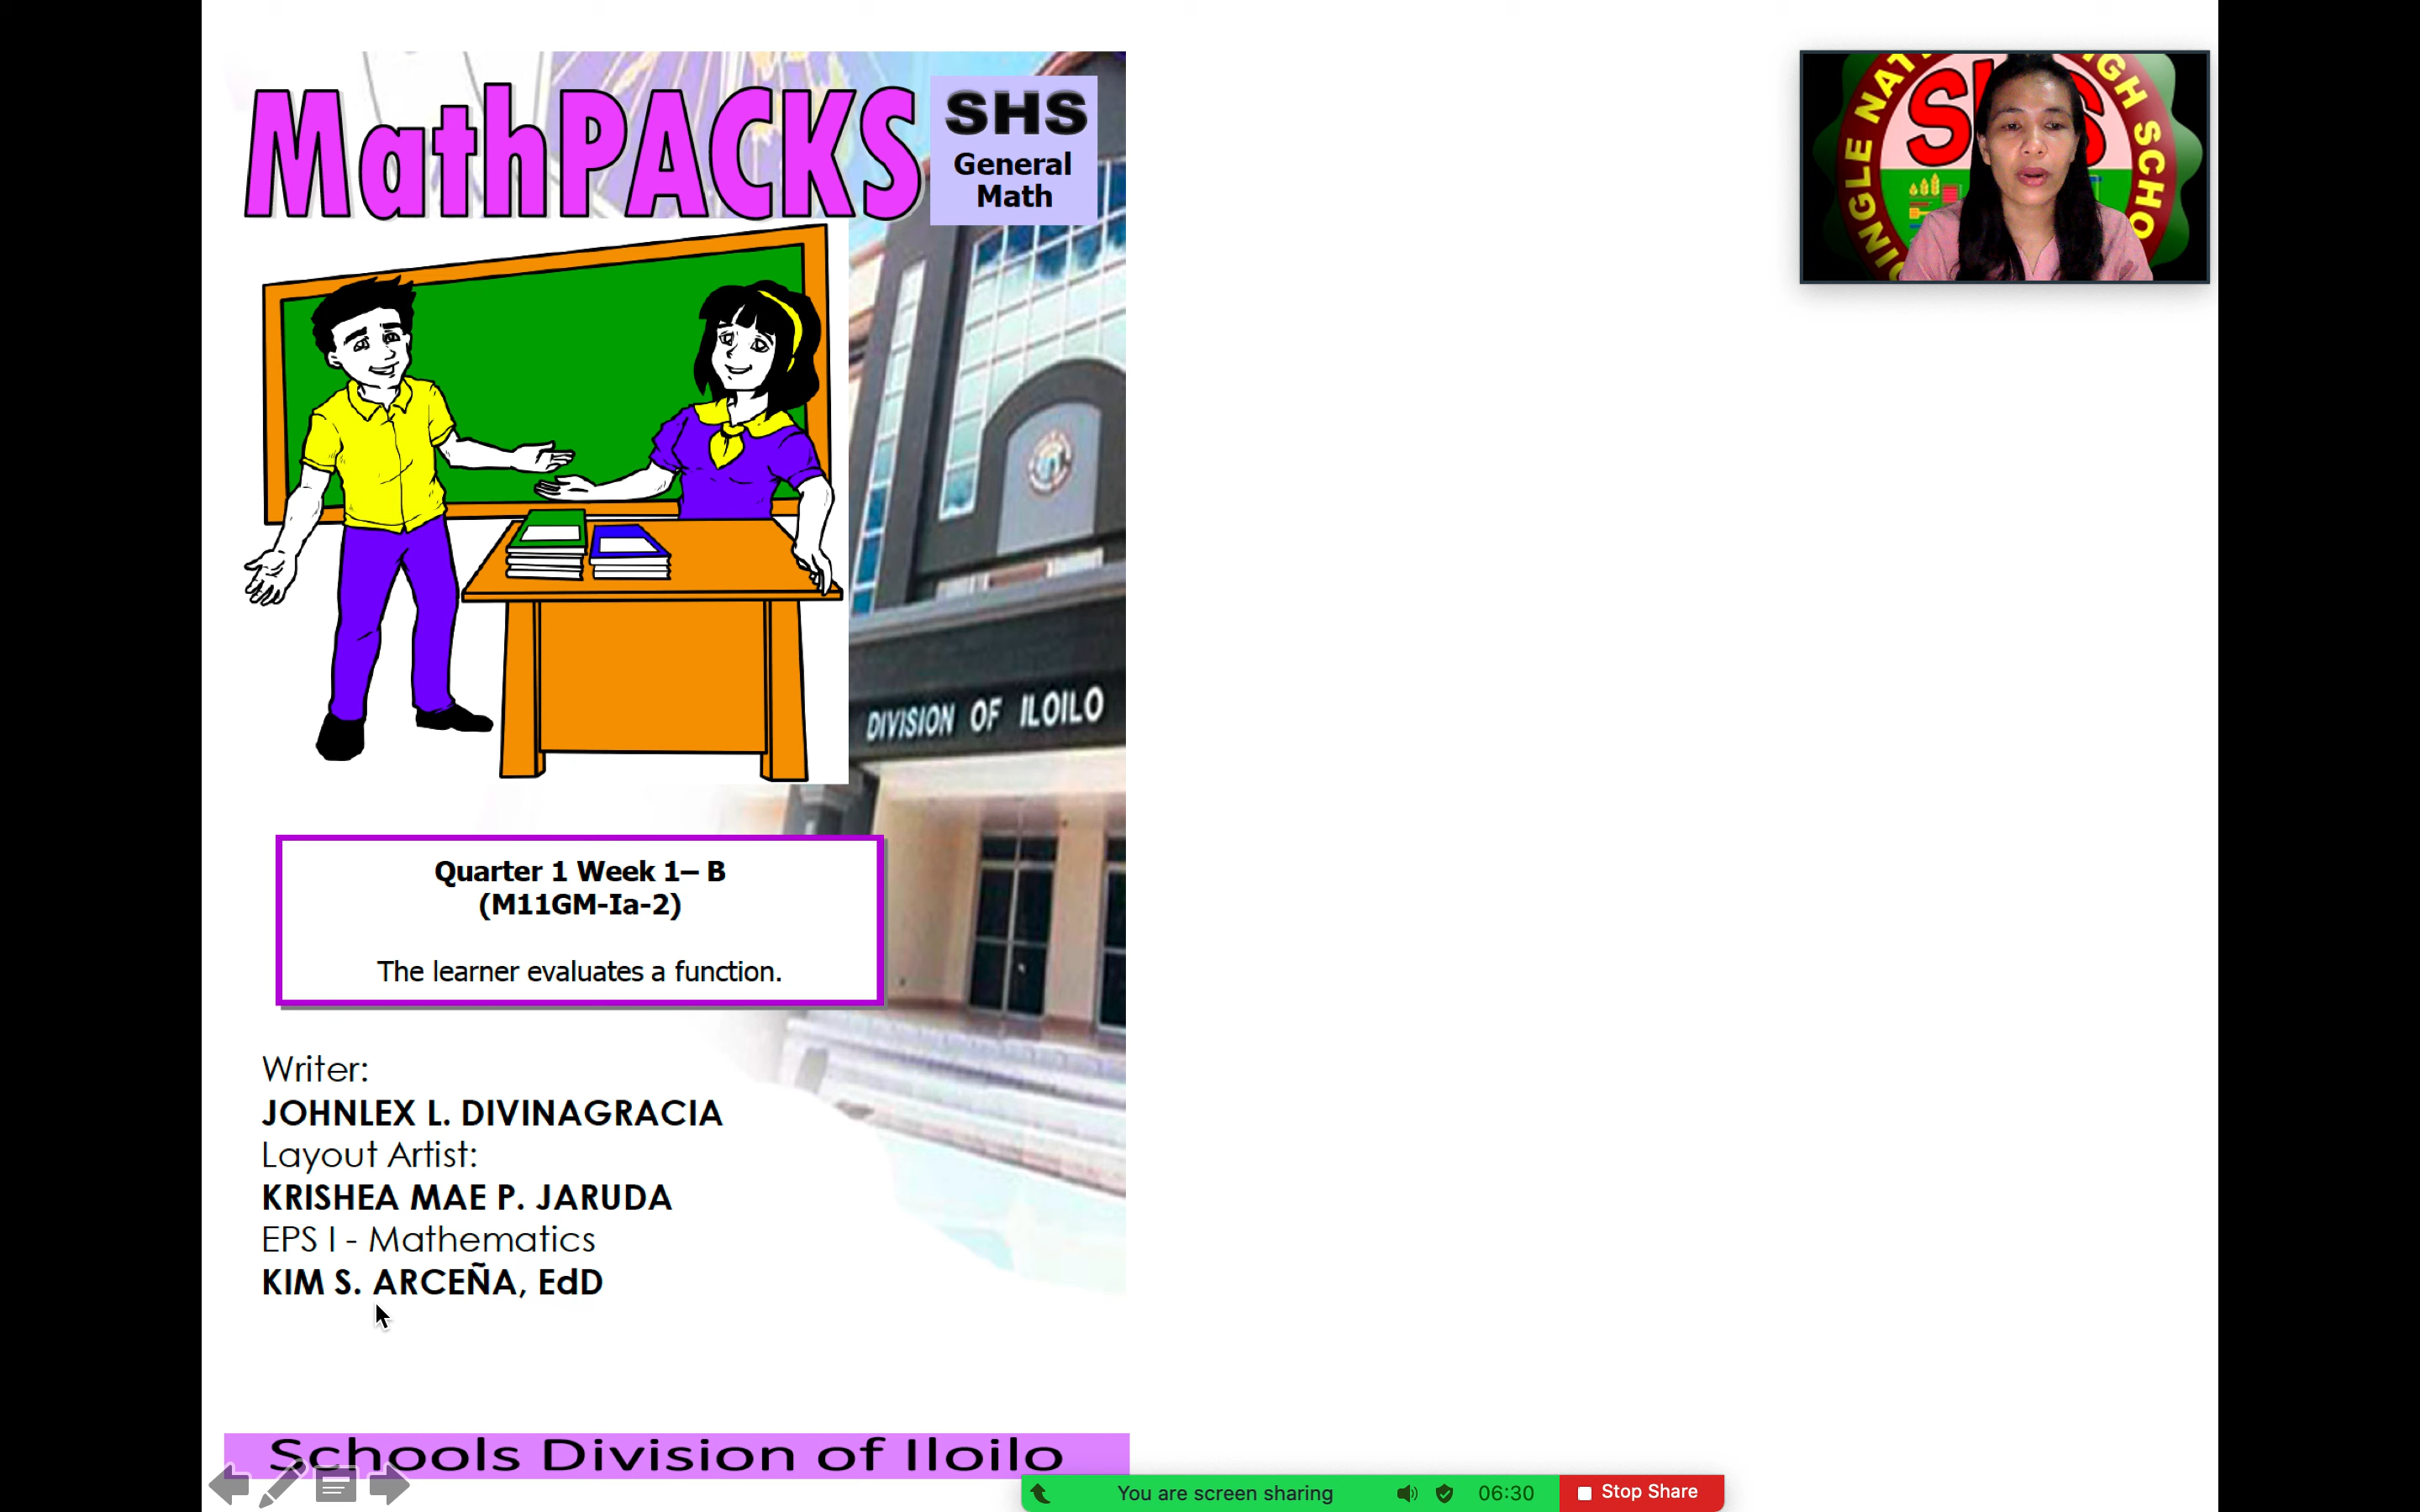 MathPACKS
SHS
General
Math
DIVISION OF ILOILO
Quarter 1 Week 1– B
(M11GM-Ia-2)
The learner evaluates a function.
Writer:
JOHNLEX L. DIVINAGRACIA
Layout Artist:
KRISHEA MAE P. JARUDA
EPS I - Mathematics
KIM S. ARCEÑA, EdD
Schools Division of Iloilo
You are screen sharing
06:30
Stop Share